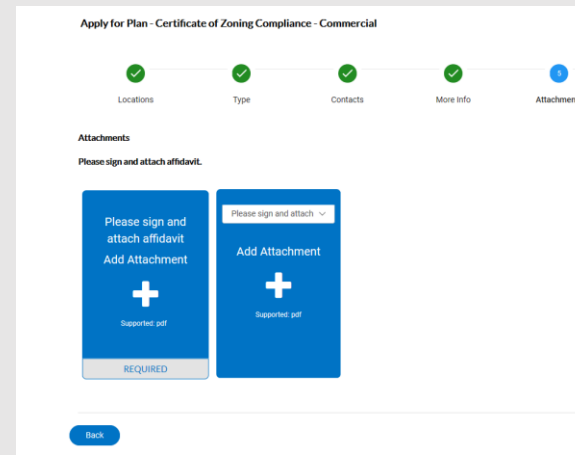 Apply for Plan - Certificate of Zoning Compliance - Commercial
5
Locations
Type
Contacts
More Info
Attachmen
Attachments
Please sign and attach affidavit.
Please sign and
attach affidavit
Add Attachment
Supported: pdf
REQUIRED
Please sign and attach
Add Attachment
Supported: pdf
Back